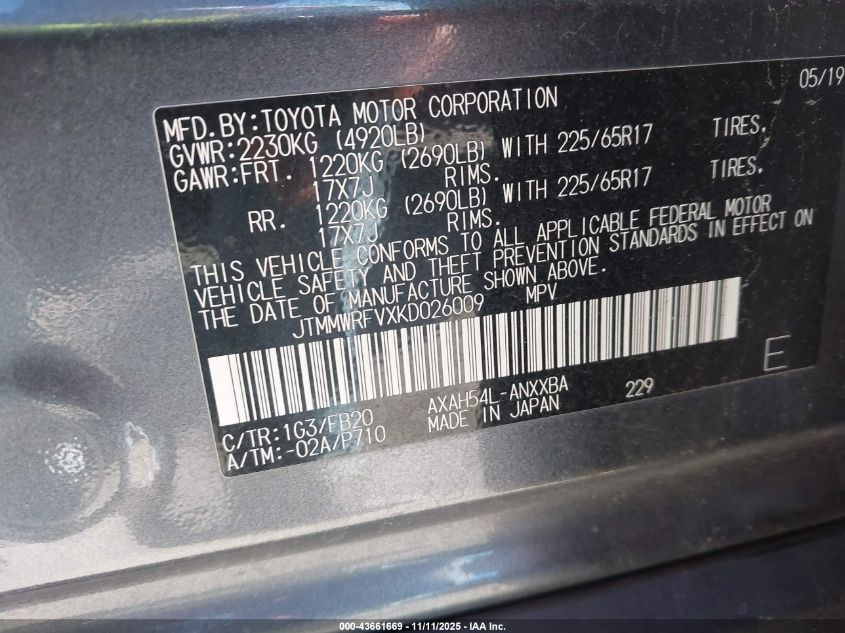 05/19
MFD.BY:TOYOTA MOTOR CORPORATION
GVWR:2230KG (4920LB)
GAWR:FRT. 1220KG (2690LB) WITH 225/65R17 TIRES,
17X7J RIMS.
RR. 1220KG (2690LB) WITH 225/65R17 TIRES,
17X7J RIMS.
THIS VEHICLE CONFORMS TO ALL APPLICABLE FEDERAL MOTOR
VEHICLE SAFETY AND THEFT PREVENTION STANDARDS IN EFFECT ON
THE DATE OF MANUFACTURE SHOWN ABOVE.
JTMMWRFVXKD026009 MPV
E
C/TR:1G3/FB20 AXAH54L-ANXXBA 229
A/TM:-02A/P710 MADE IN JAPAN
000-43661669 - 11/11/2025 - IAA Inc.